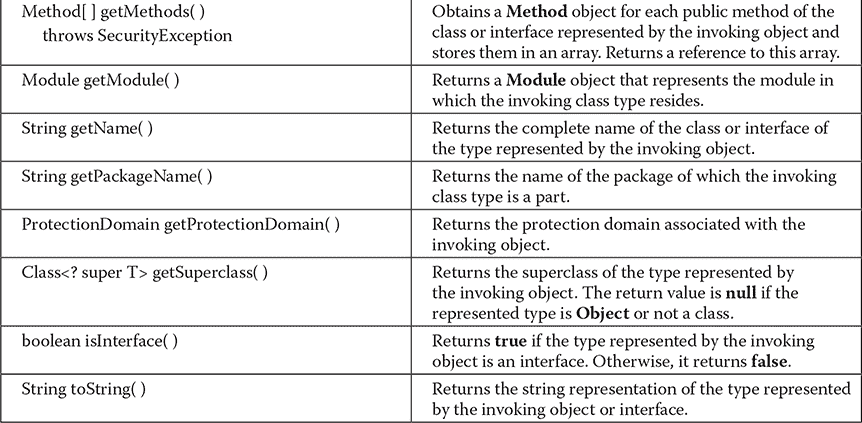 Method[ ] getMethods( )
throws SecurityException
Obtains a Method object for each public method of the
class or interface represented by the invoking object and
stores them in an array. Returns a reference to this array.
Module getModule( )
Returns a Module object that represents the module in
which the invoking class type resides.
String getName( )
Returns the complete name of the class or interface of
the type represented by the invoking object.
String getPackageName( )
Returns the name of the package of which the invoking
class type is a part.
ProtectionDomain getProtectionDomain( )
Returns the protection domain associated with the
invoking object.
Class<? super T> getSuperclass( )
Returns the superclass of the type represented by
the invoking object. The return value is null if the
represented type is Object or not a class.
boolean isInterface( )
Returns true if the type represented by the invoking
object is an interface. Otherwise, it returns false.
String toString( )
Returns the string representation of the type represented
by the invoking object or interface.